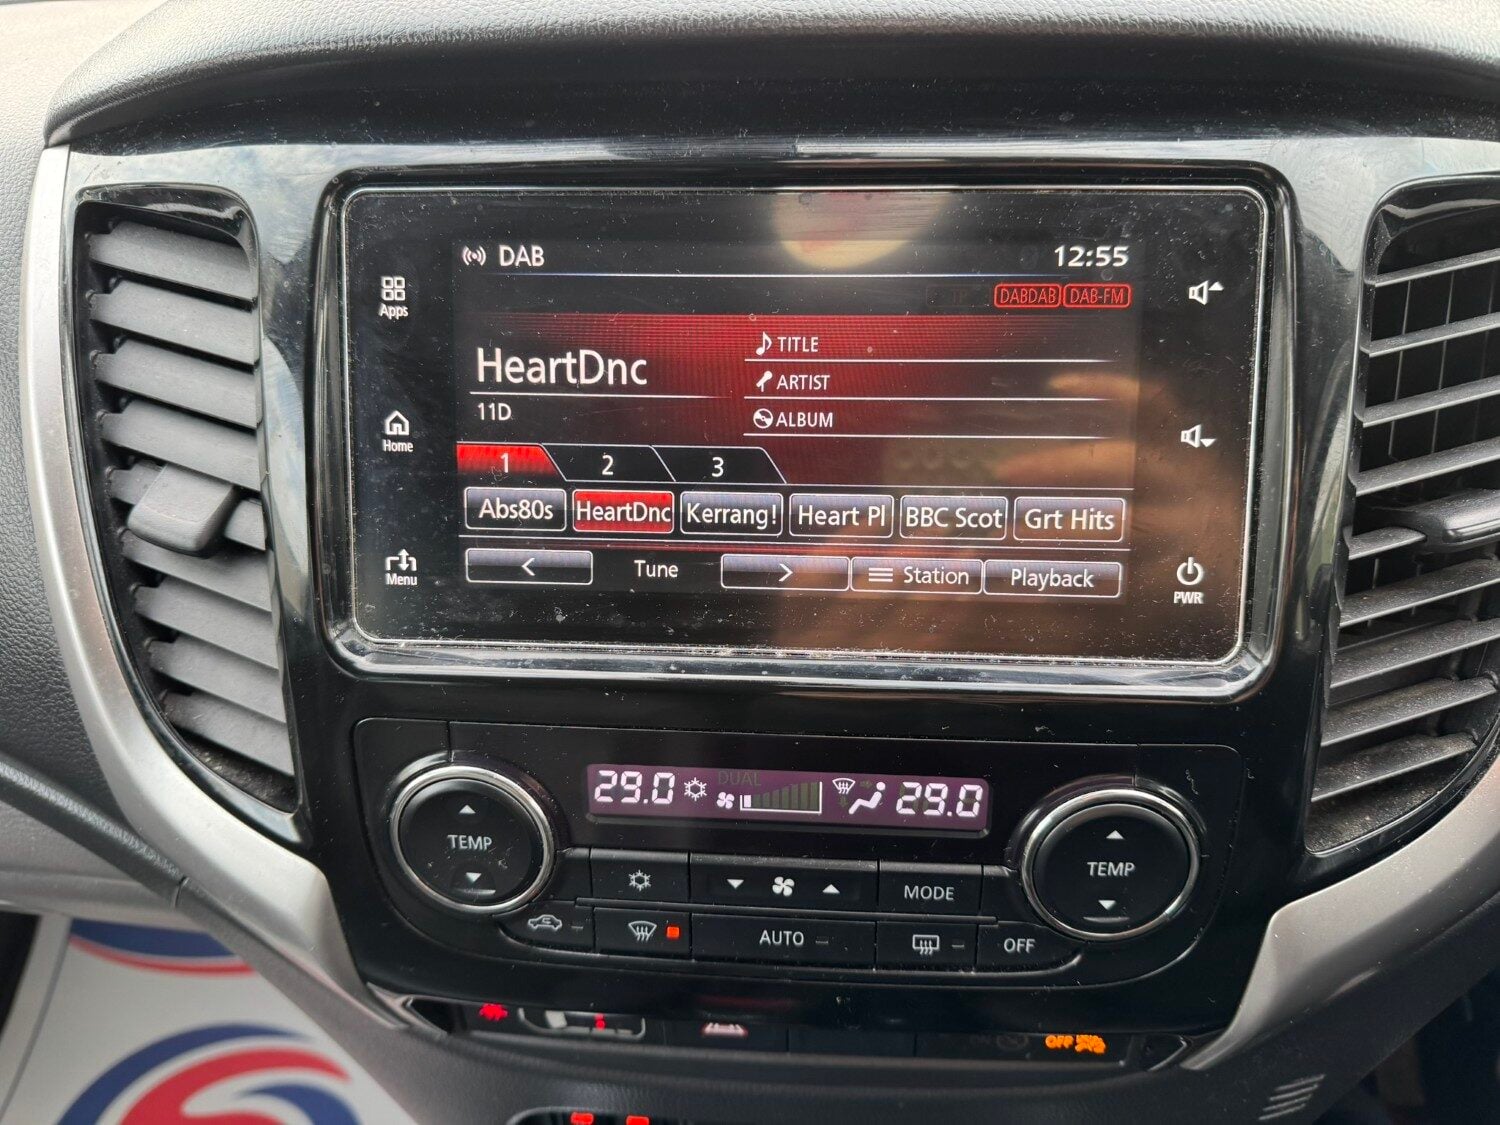 DAB
12:55
TP DABDAB DAB-FM
Apps
HeartDnc
11D
TITLE
ARTIST
ALBUM
Home
1 2 3
Abs80s HeartDnc Kerrang! Heart Pl BBC Scot Grt Hits
< Tune > Station Playback
Menu
PWR
29.0 DUAL 29.0
TEMP
MODE
TEMP
AUTO
OFF
OFF